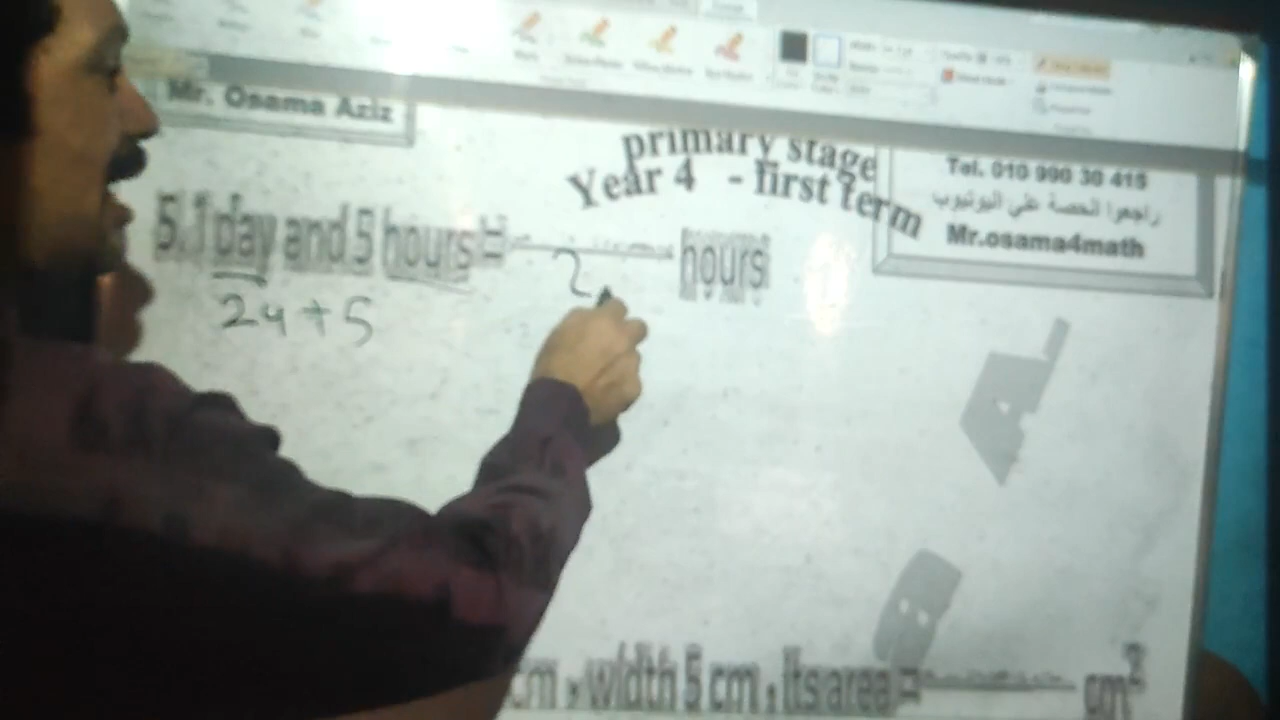 Mr. Osama Aziz
primary stage
Year 4 - first term
Tel. 010 990 30 415
راجعوا الحصة على اليوتيوب
Mr.osama4math
5. 1 day and 5 hours = hours
24 + 5
2
cm , width 5 cm , its area = cm²